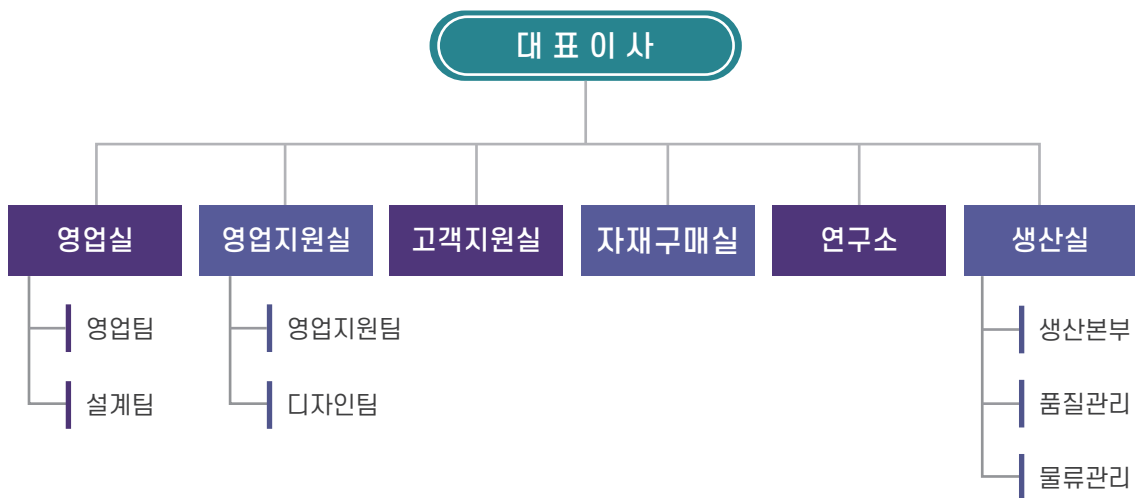 대표이사
영업실
영업지원실
고객지원실
자재구매실
연구소
생산실
영업팀
설계팀
영업지원팀
디자인팀
생산본부
품질관리
물류관리